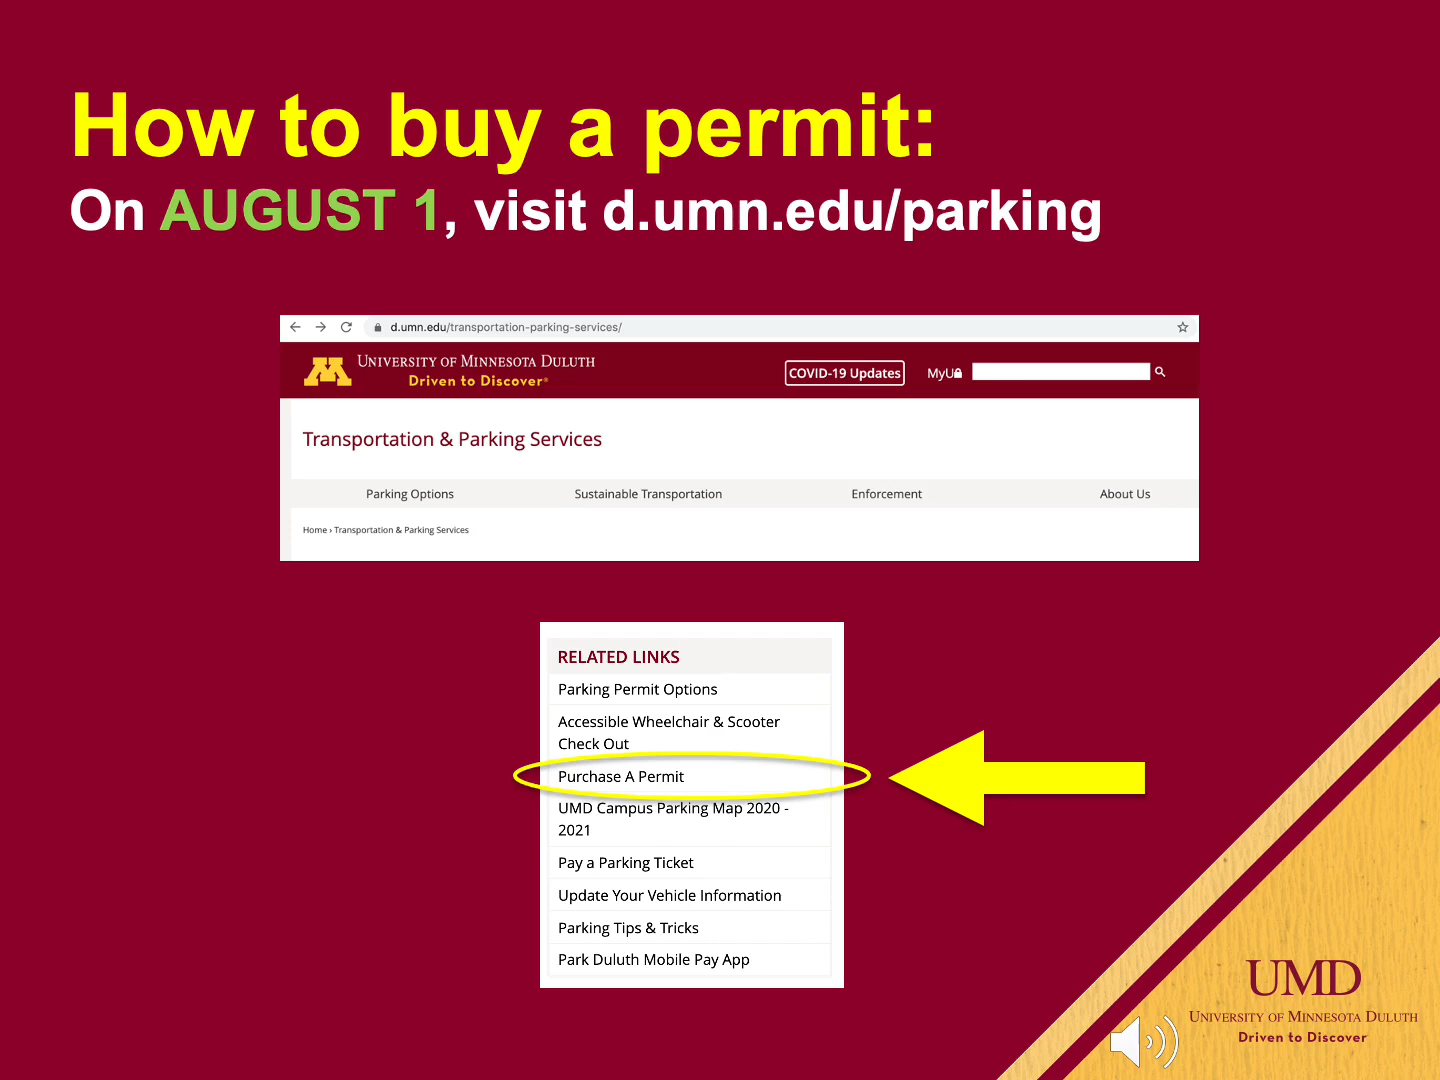 How to buy a permit:
On AUGUST 1, visit d.umn.edu/parking
d.umn.edu/transportation-parking-services/
UNIVERSITY OF MINNESOTA DULUTH
Driven to Discover®
COVID-19 Updates
MyU
Transportation & Parking Services
Parking Options
Sustainable Transportation
Enforcement
About Us
Home › Transportation & Parking Services
RELATED LINKS
Parking Permit Options
Accessible Wheelchair & Scooter
Check Out
Purchase A Permit
UMD Campus Parking Map 2020 -
2021
Pay a Parking Ticket
Update Your Vehicle Information
Parking Tips & Tricks
Park Duluth Mobile Pay App
UMD
UNIVERSITY OF MINNESOTA DULUTH
Driven to Discover